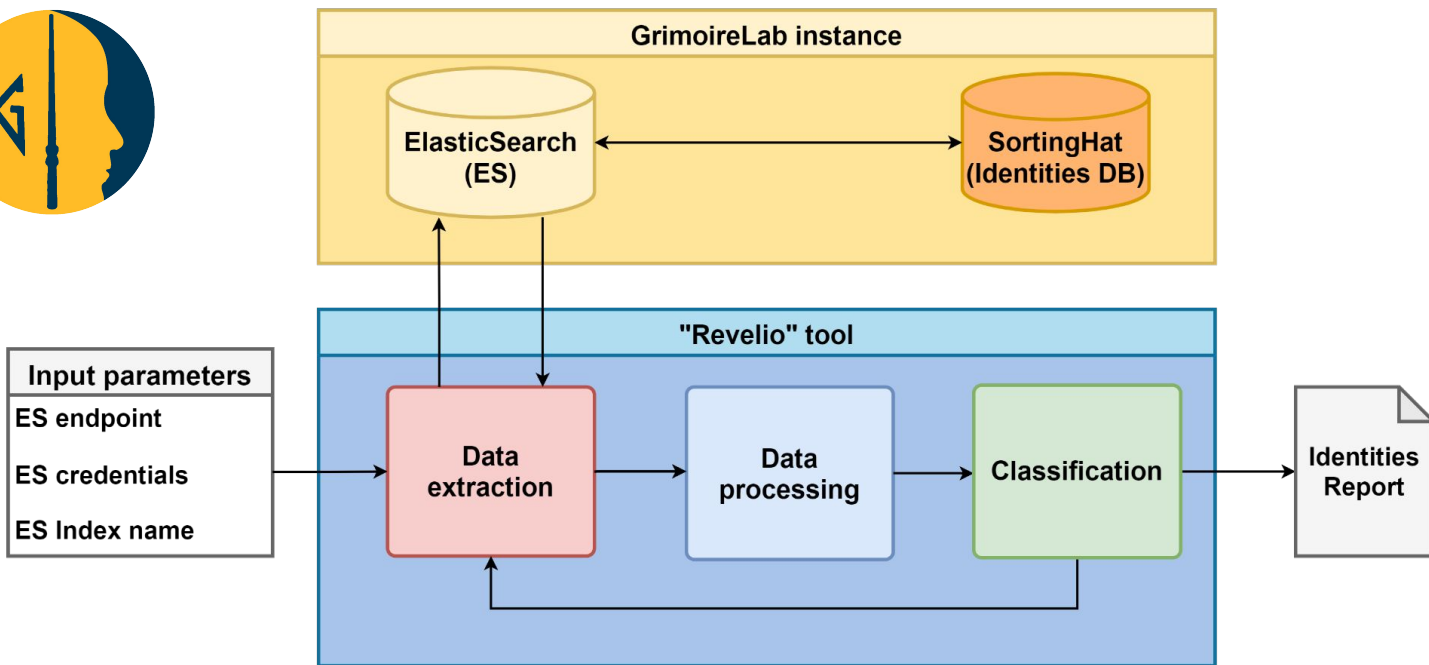 G
GrimoireLab instance
ElasticSearch
(ES)
SortingHat
(Identities DB)
"Revelio" tool
Input parameters
ES endpoint
ES credentials
ES Index name
Data
extraction
Data
processing
Classification
Identities
Report